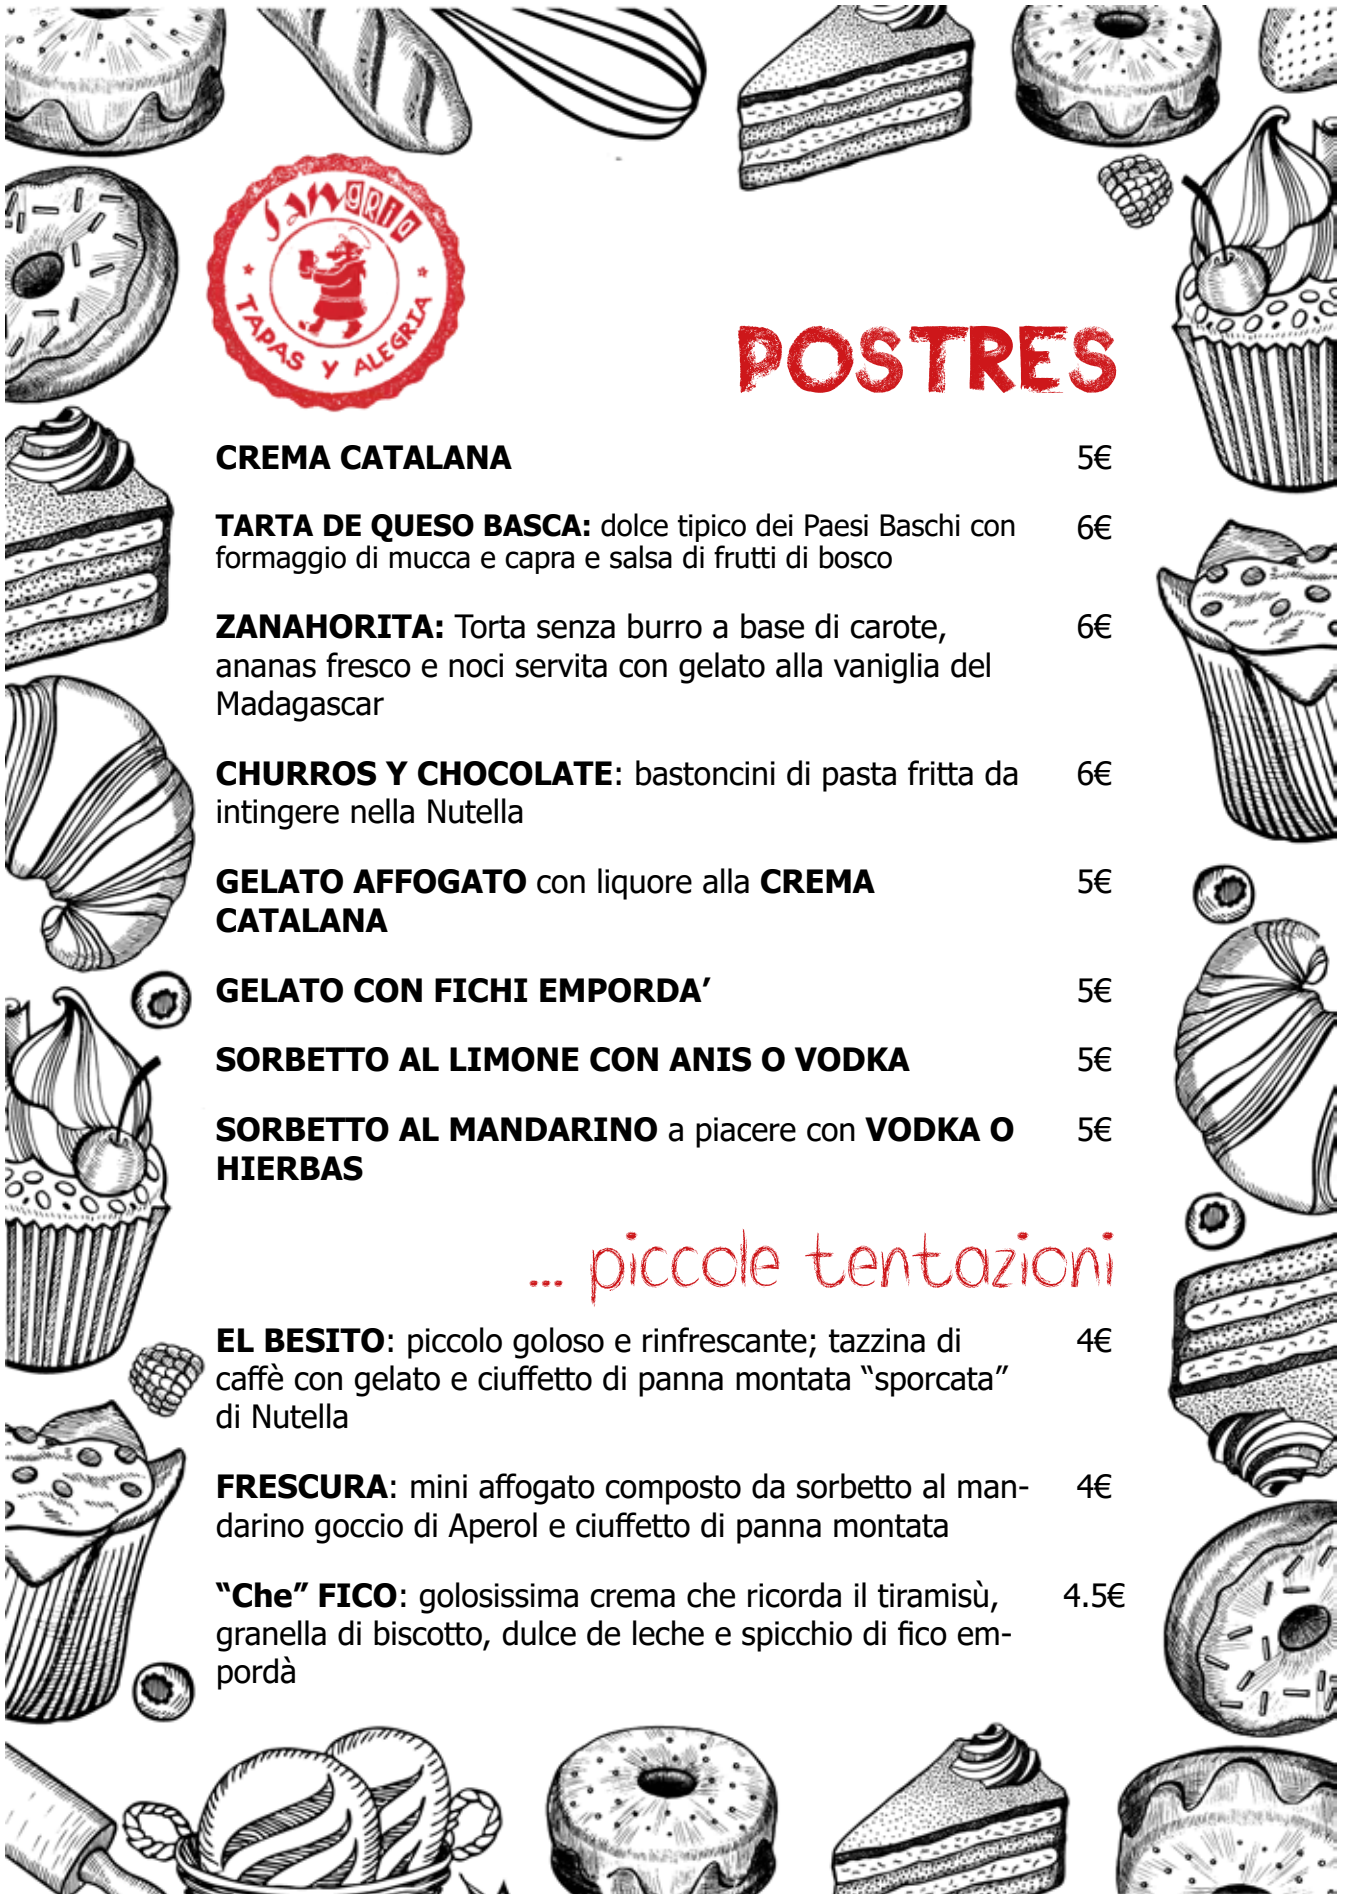 SANGRIA
TAPAS Y ALEGRIA
POSTRES
CREMA CATALANA 5€
TARTA DE QUESO BASCA: dolce tipico dei Paesi Baschi con 6€
formaggio di mucca e capra e salsa di frutti di bosco
ZANAHORITA: Torta senza burro a base di carote, 6€
ananas fresco e noci servita con gelato alla vaniglia del
Madagascar
CHURROS Y CHOCOLATE: bastoncini di pasta fritta da 6€
intingere nella Nutella
GELATO AFFOGATO con liquore alla CREMA 5€
CATALANA
GELATO CON FICHI EMPORDA’ 5€
SORBETTO AL LIMONE CON ANIS O VODKA 5€
SORBETTO AL MANDARINO a piacere con VODKA O 5€
HIERBAS
... piccole tentazioni
EL BESITO: piccolo goloso e rinfrescante; tazzina di 4€
caffè con gelato e ciuffetto di panna montata “sporcata”
di Nutella
FRESCURA: mini affogato composto da sorbetto al man- 4€
darino goccio di Aperol e ciuffetto di panna montata
“Che” FICO: golosissima crema che ricorda il tiramisù, 4.5€
granella di biscotto, dulce de leche e spicchio di fico em-
pordà